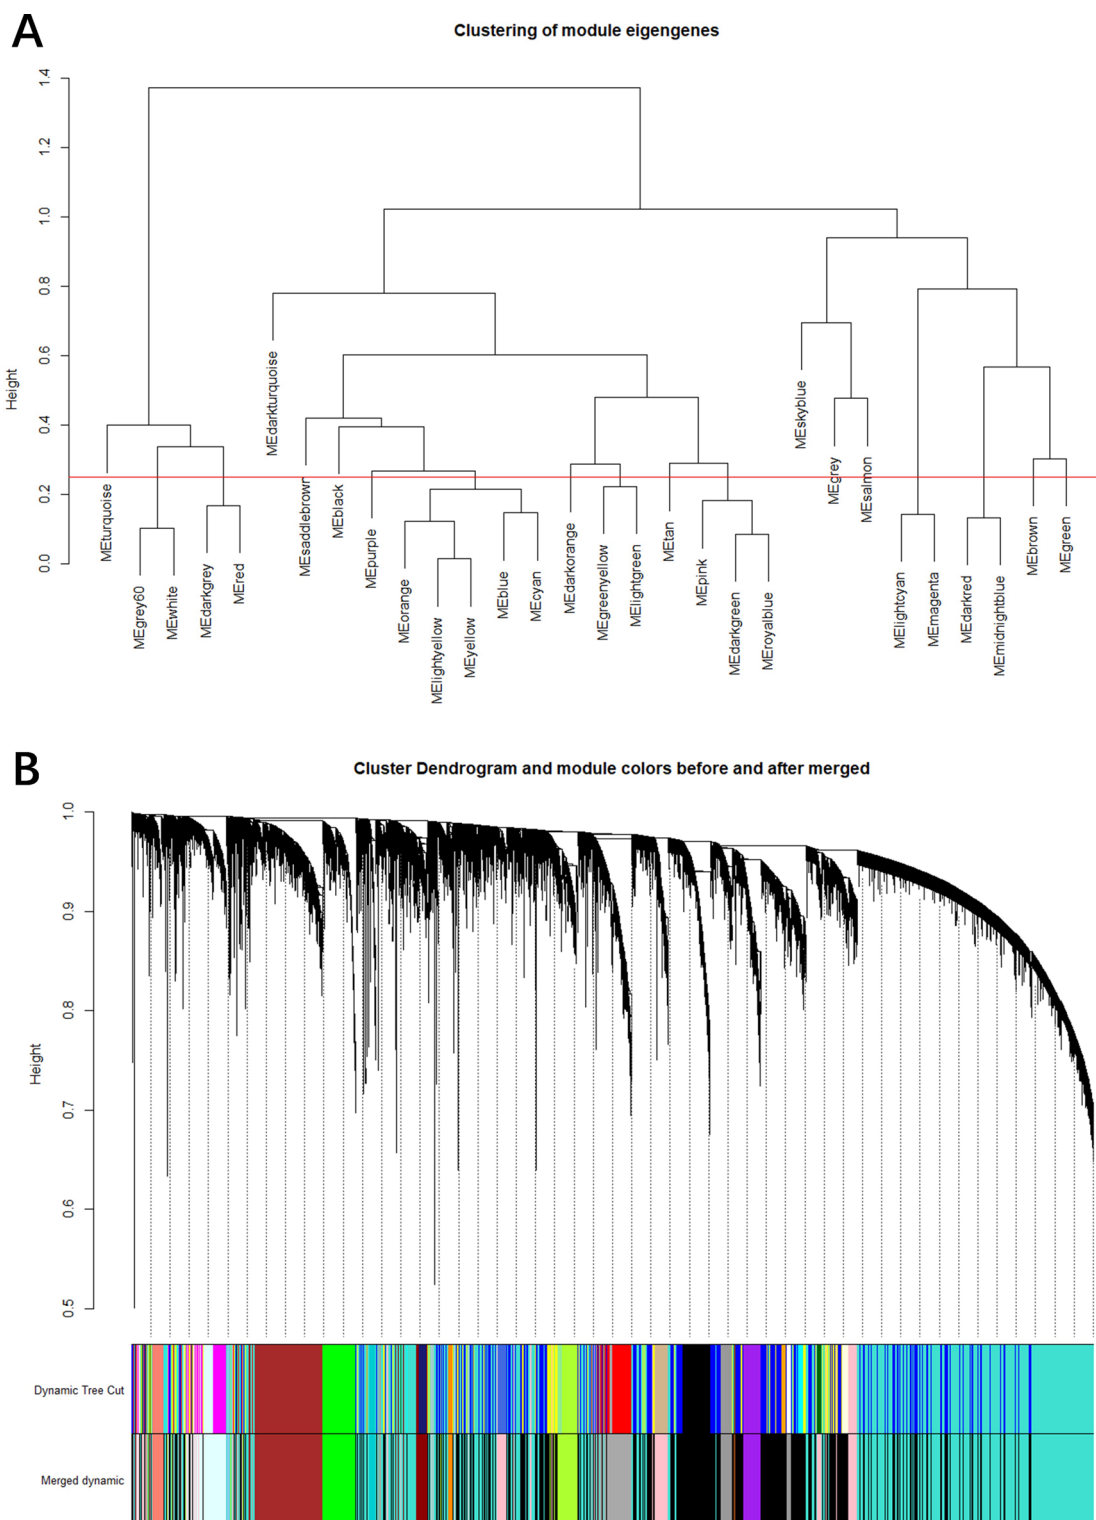 A
Clustering of module eigengenes
Height
1.4
1.2
1.0
0.8
0.6
0.4
0.2
0.0
MEturquoise
MEgrey60
MEwhite
MEdarkgrey
MEred
MEdarkturquoise
MEsaddlebrown
MEblack
MEpurple
MEorange
MElightyellow
MEyellow
MEblue
MEcyan
MEdarkorange
MEgreenyellow
MElightgreen
MEtan
MEpink
MEdarkgreen
MEroyalblue
MEskyblue
MEgrey
MEsalmon
MElightcyan
MEmagenta
MEdarkred
MEmidnightblue
MEbrown
MEgreen
B
Cluster Dendrogram and module colors before and after merged
Height
1.0
0.9
0.8
0.7
0.6
0.5
Dynamic Tree Cut
Merged dynamic